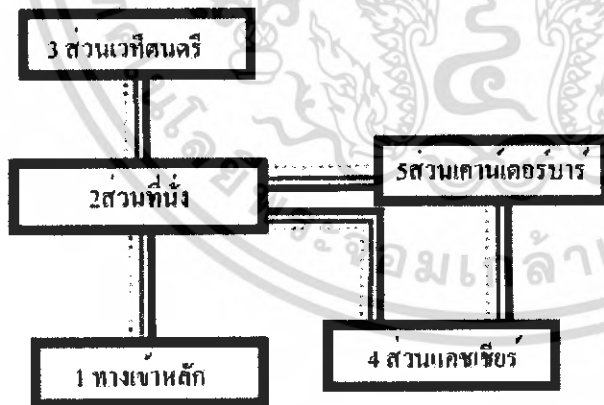 3 ส่วนเวทีดนตรี
2ส่วนที่นั่ง
5ส่วนเคาน์เตอร์บาร์
1 ทางเข้าหลัก
4 ส่วนแคชเชียร์